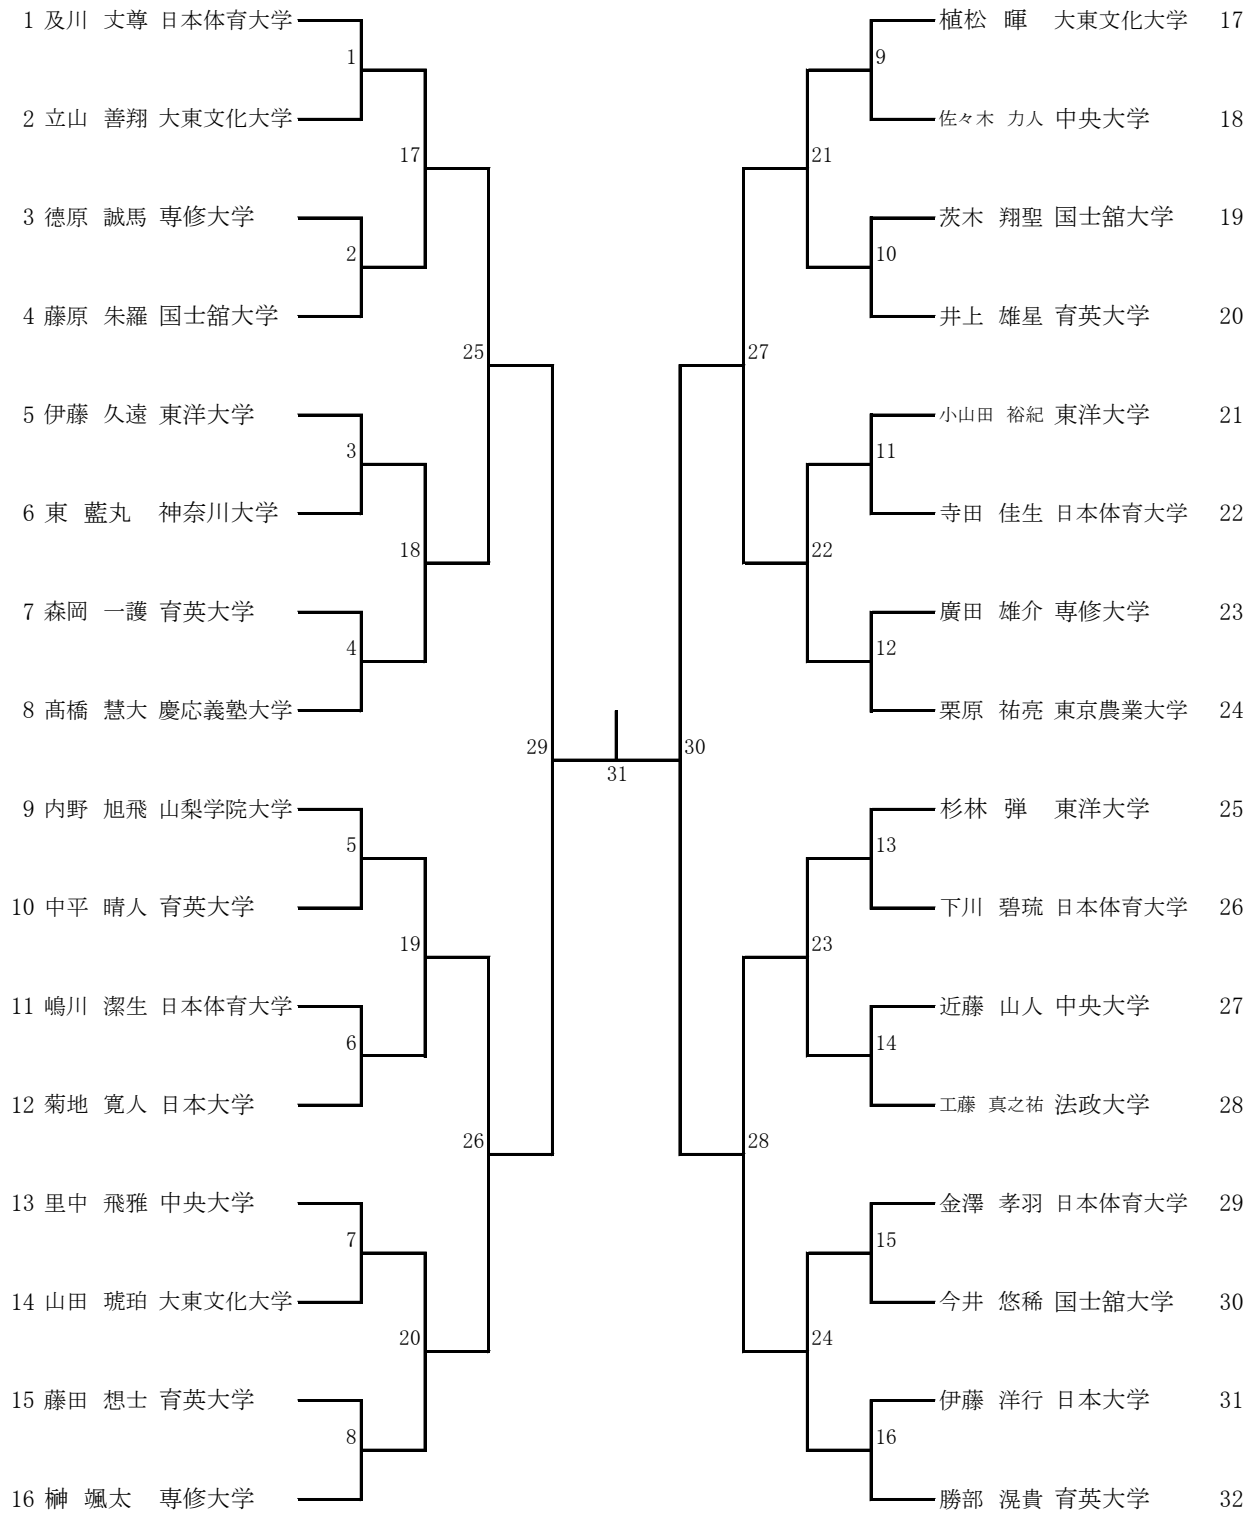 1 及川 丈尊 日本体育大学
2 立山 善翔 大東文化大学
3 德原 誠馬 専修大学
4 藤原 朱羅 国士舘大学
5 伊藤 久遠 東洋大学
6 東 藍丸 神奈川大学
7 森岡 一護 育英大学
8 髙橋 慧大 慶応義塾大学
9 内野 旭飛 山梨学院大学
10 中平 晴人 育英大学
11 嶋川 潔生 日本体育大学
12 菊地 寛人 日本大学
13 里中 飛雅 中央大学
14 山田 琥珀 大東文化大学
15 藤田 想士 育英大学
16 榊 颯太 専修大学
1
2
3
4
5
6
7
8
17
18
19
20
25
26
29
31
30
27
28
21
22
23
24
9
10
11
12
13
14
15
16
植松 暉 大東文化大学 17
佐々木 力人 中央大学 18
茨木 翔聖 国士舘大学 19
井上 雄星 育英大学 20
小山田 裕紀 東洋大学 21
寺田 佳生 日本体育大学 22
廣田 雄介 専修大学 23
栗原 祐亮 東京農業大学 24
杉林 弾 東洋大学 25
下川 碧琉 日本体育大学 26
近藤 山人 中央大学 27
工藤 真之祐 法政大学 28
金澤 孝羽 日本体育大学 29
今井 悠稀 国士舘大学 30
伊藤 洋行 日本大学 31
勝部 滉貴 育英大学 32